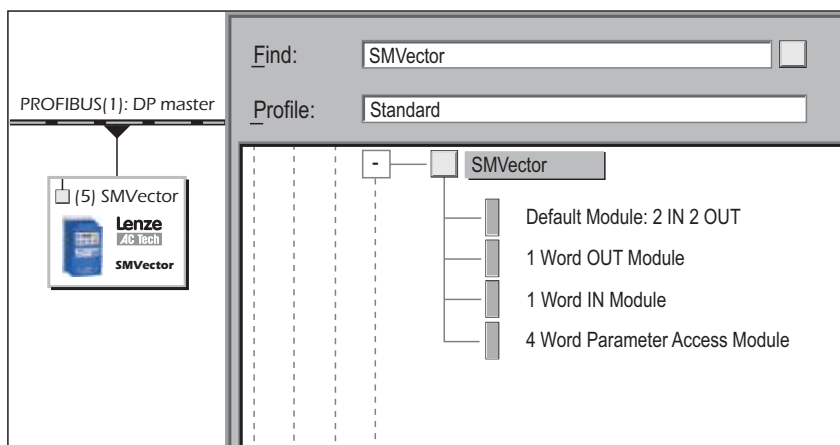 PROFIBUS(1): DP master
(5) SMVector
Lenze
AC Tech
SMVector
Find:
SMVector
Profile:
Standard
-
SMVector
Default Module: 2 IN 2 OUT
1 Word OUT Module
1 Word IN Module
4 Word Parameter Access Module